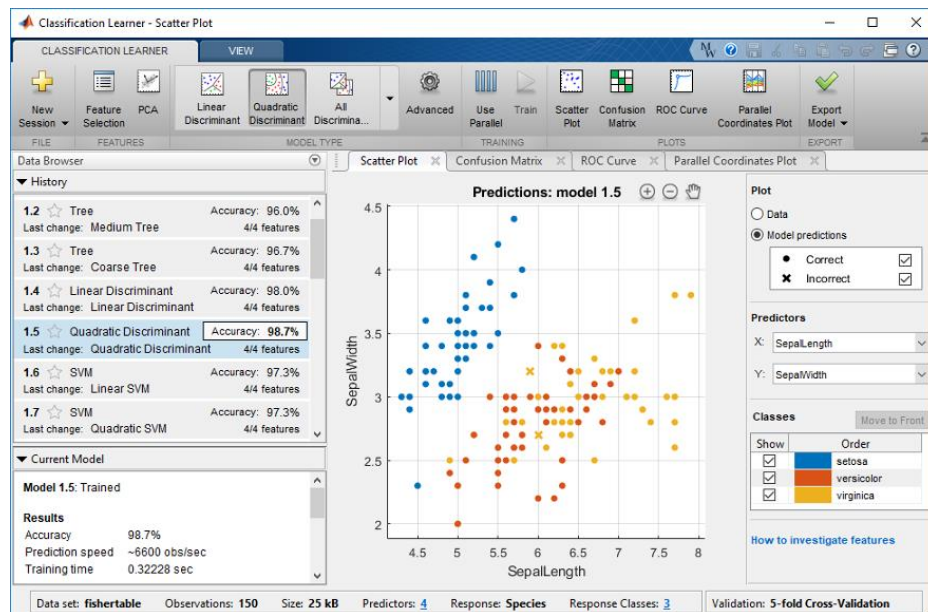 Classification Learner - Scatter Plot
CLASSIFICATION LEARNER
VIEW
New Session
Feature Selection
PCA
Linear Discriminant
Quadratic Discriminant
All Discrimina...
Advanced
Use Parallel
Train
Scatter Plot
Confusion Matrix
ROC Curve
Parallel Coordinates Plot
Export Model
FILE
FEATURES
MODEL TYPE
TRAINING
PLOTS
EXPORT
Data Browser
History
1.2 Tree Accuracy: 96.0%
Last change: Medium Tree 4/4 features
1.3 Tree Accuracy: 96.7%
Last change: Coarse Tree 4/4 features
1.4 Linear Discriminant Accuracy: 98.0%
Last change: Linear Discriminant 4/4 features
1.5 Quadratic Discriminant Accuracy: 98.7%
Last change: Quadratic Discriminant 4/4 features
1.6 SVM Accuracy: 97.3%
Last change: Linear SVM 4/4 features
1.7 SVM Accuracy: 97.3%
Last change: Quadratic SVM 4/4 features
Current Model
Model 1.5: Trained
Results
Accuracy 98.7%
Prediction speed ~6600 obs/sec
Training time 0.32228 sec
Scatter Plot
Confusion Matrix
ROC Curve
Parallel Coordinates Plot
Predictions: model 1.5
4.5
4
3.5
3
2.5
2
SepalWidth
4.5 5 5.5 6 6.5 7 7.5 8
SepalLength
Plot
Data
Model predictions
Correct
Incorrect
Predictors
X: SepalLength
Y: SepalWidth
Classes
Move to Front
Show Order
setosa
versicolor
virginica
How to investigate features
Data set: fishertable Observations: 150 Size: 25 kB Predictors: 4 Response: Species Response Classes: 3 Validation: 5-fold Cross-Validation